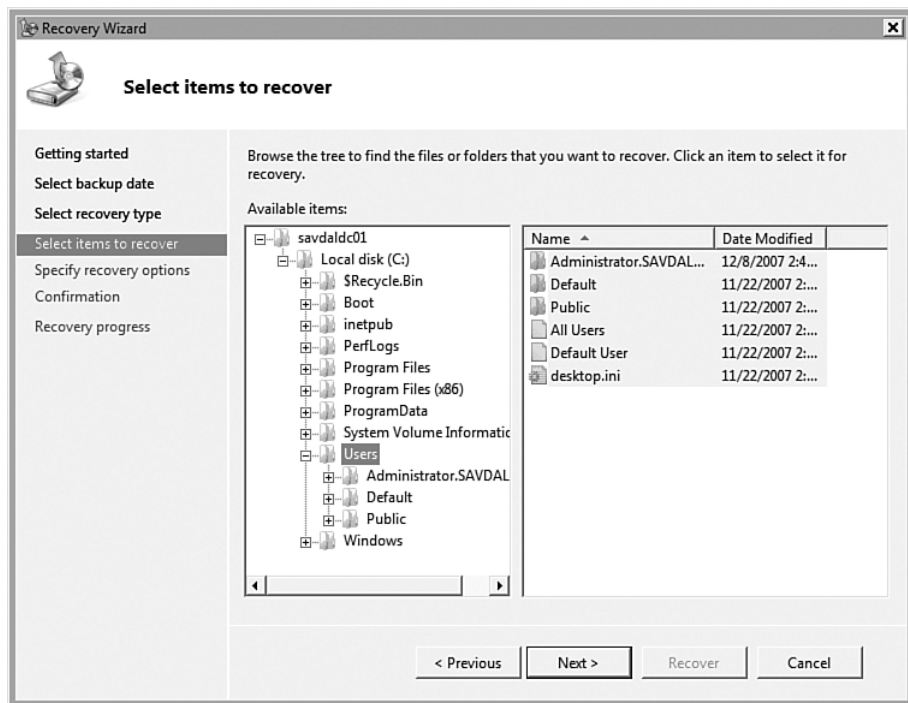 Recovery Wizard
Select items to recover
Getting started
Select backup date
Select recovery type
Select items to recover
Specify recovery options
Confirmation
Recovery progress
Browse the tree to find the files or folders that you want to recover. Click an item to select it for
recovery.
Available items:
savdaldc01
Local disk (C:)
$Recycle.Bin
Boot
inetpub
PerfLogs
Program Files
Program Files (x86)
ProgramData
System Volume Informatic
Users
Administrator.SAVDAL
Default
Public
Windows
Name Date Modified
Administrator.SAVDAL... 12/8/2007 2:4...
Default 11/22/2007 2:...
Public 11/22/2007 2:...
All Users 11/22/2007 2:...
Default User 11/22/2007 2:...
desktop.ini 11/22/2007 2:...
< Previous Next > Recover Cancel